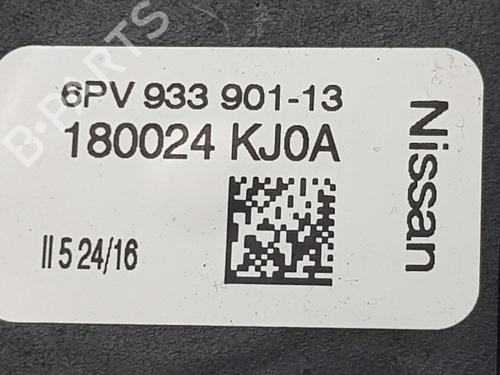 6PV 933 901-13
180024 KJ0A
II 5 24/16
Nissan
B-PARTS